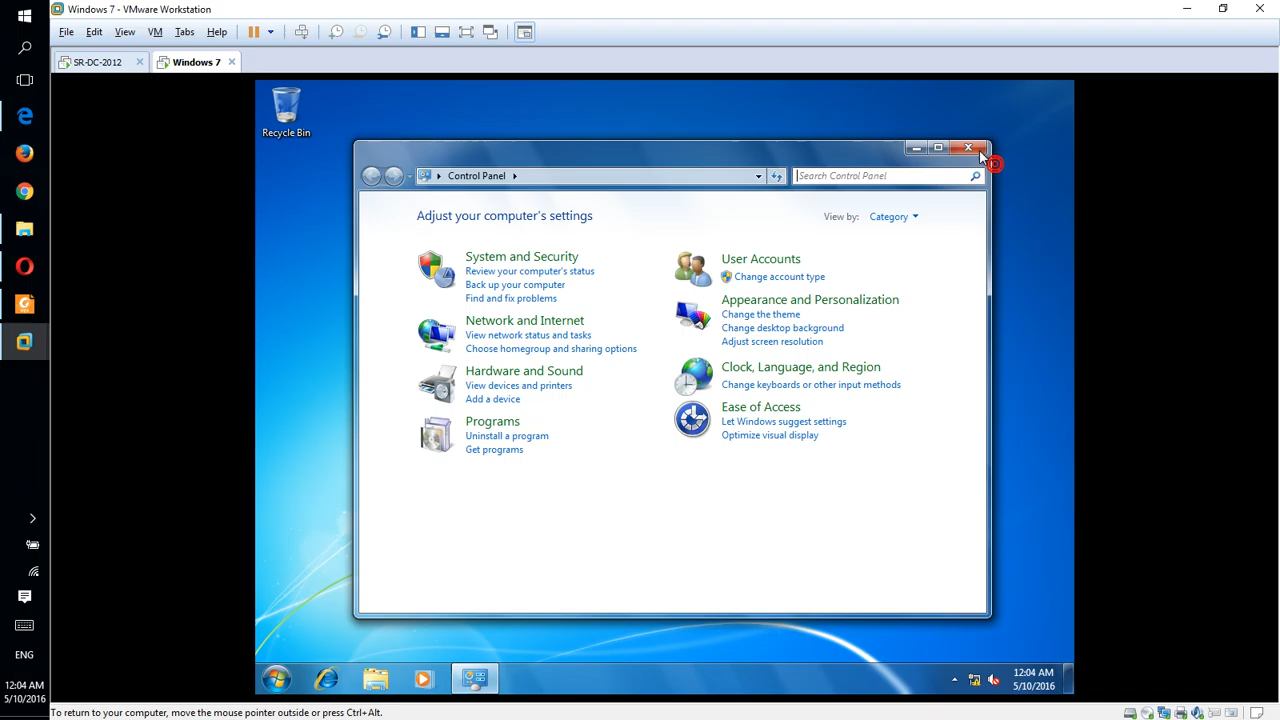 Windows 7 - VMware Workstation
File Edit View VM Tabs Help
SR-DC-2012
Windows 7
Recycle Bin
Control Panel
Search Control Panel
Adjust your computer's settings
View by: Category
System and Security
Review your computer's status
Back up your computer
Find and fix problems
Network and Internet
View network status and tasks
Choose homegroup and sharing options
Hardware and Sound
View devices and printers
Add a device
Programs
Uninstall a program
Get programs
User Accounts
Change account type
Appearance and Personalization
Change the theme
Change desktop background
Adjust screen resolution
Clock, Language, and Region
Change keyboards or other input methods
Ease of Access
Let Windows suggest settings
Optimize visual display
12:04 AM
5/10/2016
ENG
12:04 AM
5/10/2016
To return to your computer, move the mouse pointer outside or press Ctrl+Alt.